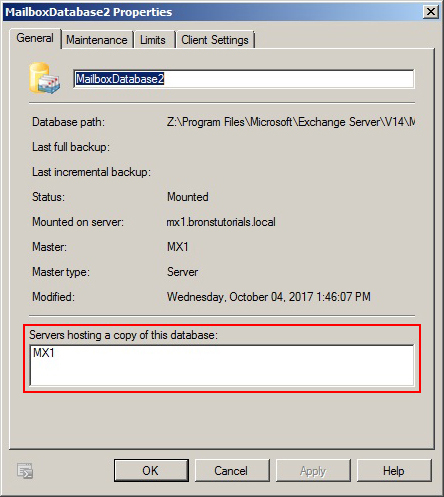 MailboxDatabase2 Properties
General Maintenance Limits Client Settings
MailboxDatabase2
Database path: Z:\Program Files\Microsoft\Exchange Server\V14\M
Last full backup:
Last incremental backup:
Status: Mounted
Mounted on server: mx1.bronstutorials.local
Master: MX1
Master type: Server
Modified: Wednesday, October 04, 2017 1:46:07 PM
Servers hosting a copy of this database:
MX1
OK Cancel Apply Help